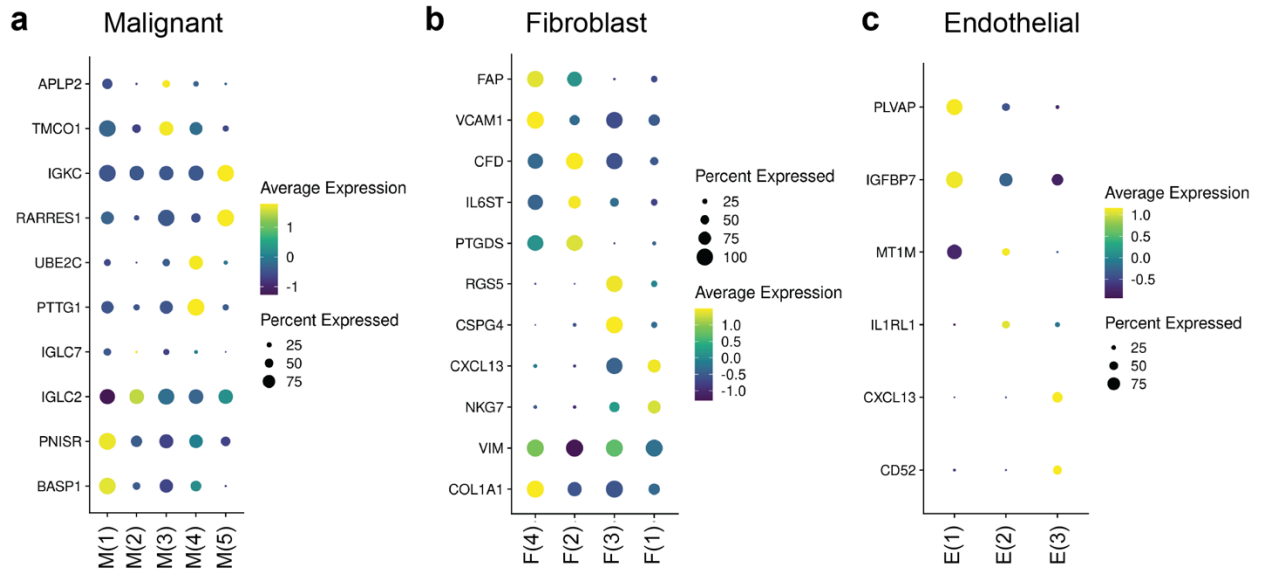 a Malignant
APLP2
TMCO1
IGKC
RARRES1
UBE2C
PTTG1
IGLC7
IGLC2
PNISR
BASP1
M(1) M(2) M(3) M(4) M(5)
Average Expression
1
0
-1
Percent Expressed
25
50
75
b Fibroblast
FAP
VCAM1
CFD
IL6ST
PTGDS
RGS5
CSPG4
CXCL13
NKG7
VIM
COL1A1
F(4) F(2) F(3) F(1)
Percent Expressed
25
50
75
100
Average Expression
1.0
0.5
0.0
-0.5
-1.0
c Endothelial
PLVAP
IGFBP7
MT1M
IL1RL1
CXCL13
CD52
E(1) E(2) E(3)
Average Expression
1.0
0.5
0.0
-0.5
Percent Expressed
25
50
75